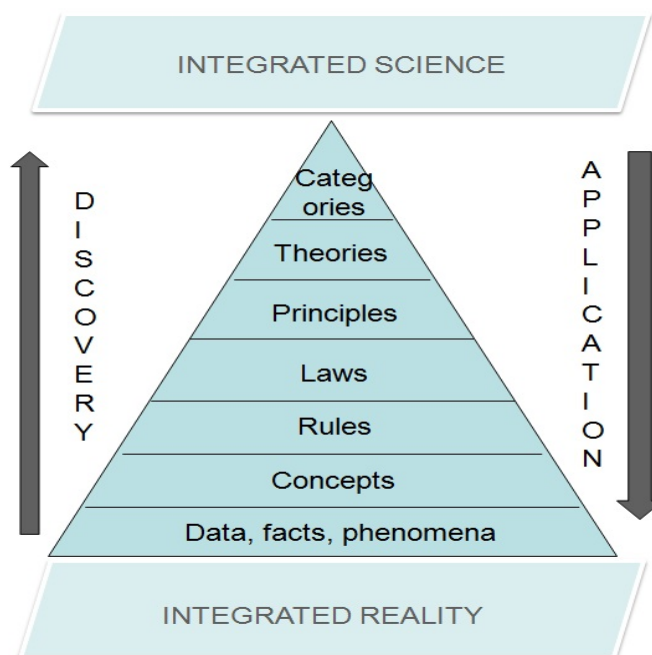 INTEGRATED SCIENCE
DISCOVERY
Categ
ories
Theories
Principles
Laws
Rules
Concepts
Data, facts, phenomena
APPLICATION
INTEGRATED REALITY